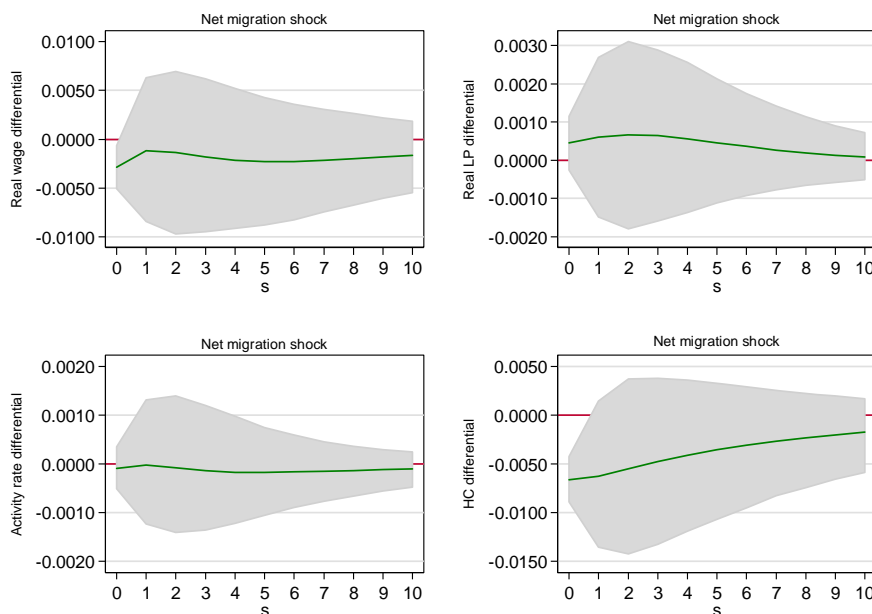 Net migration shock
Real wage differential
0.0100
0.0050
0.0000
-0.0050
-0.0100
0 1 2 3 4 5 6 7 8 9 10
s
Net migration shock
Real LP differential
0.0030
0.0020
0.0010
0.0000
-0.0010
-0.0020
0 1 2 3 4 5 6 7 8 9 10
s
Net migration shock
Activity rate differential
0.0020
0.0010
0.0000
-0.0010
-0.0020
0 1 2 3 4 5 6 7 8 9 10
s
Net migration shock
HC differential
0.0050
0.0000
-0.0050
-0.0100
-0.0150
0 1 2 3 4 5 6 7 8 9 10
s